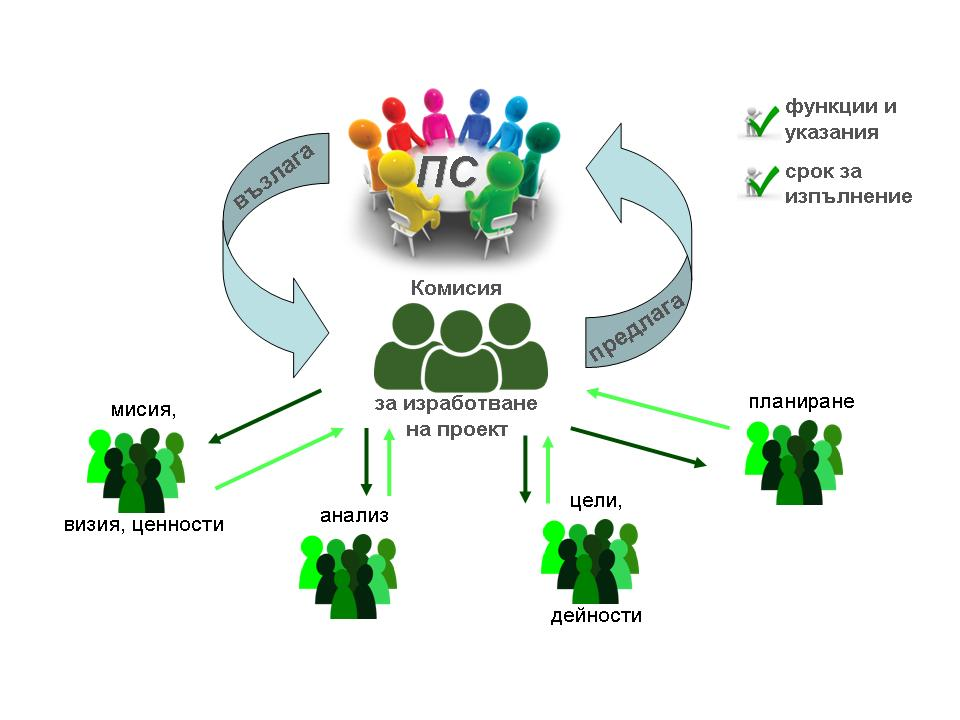 функции и
указания
срок за
изпълнение
възлага
ПС
предлага
Комисия
за изработване
на проект
мисия,
визия, ценности
анализ
цели,
дейности
планиране